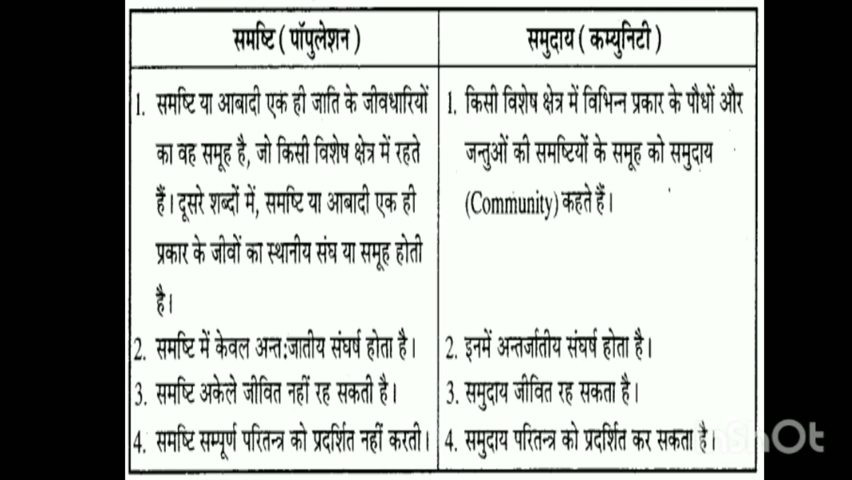 समष्टि ( पॉपुलेशन )
1. समष्टि या आबादी एक ही जाति के जीवधारियों
का वह समूह है, जो किसी विशेष क्षेत्र में रहते
हैं। दूसरे शब्दों में, समष्टि या आबादी एक ही
प्रकार के जीवों का स्थानीय संघ या समूह होती
है।
2. समष्टि में केवल अन्त:जातीय संघर्ष होता है।
3. समष्टि अकेले जीवित नहीं रह सकती है।
4. समष्टि सम्पूर्ण परितन्त्र को प्रदर्शित नहीं करती।
समुदाय ( कम्युनिटी )
1. किसी विशेष क्षेत्र में विभिन्न प्रकार के पौधों और
जन्तुओं की समष्टियों के समूह को समुदाय
(Community) कहते हैं।
2. इनमें अन्तर्जातीय संघर्ष होता है।
3. समुदाय जीवित रह सकता है।
4. समुदाय परितन्त्र को प्रदर्शित कर सकता है।
InShOt